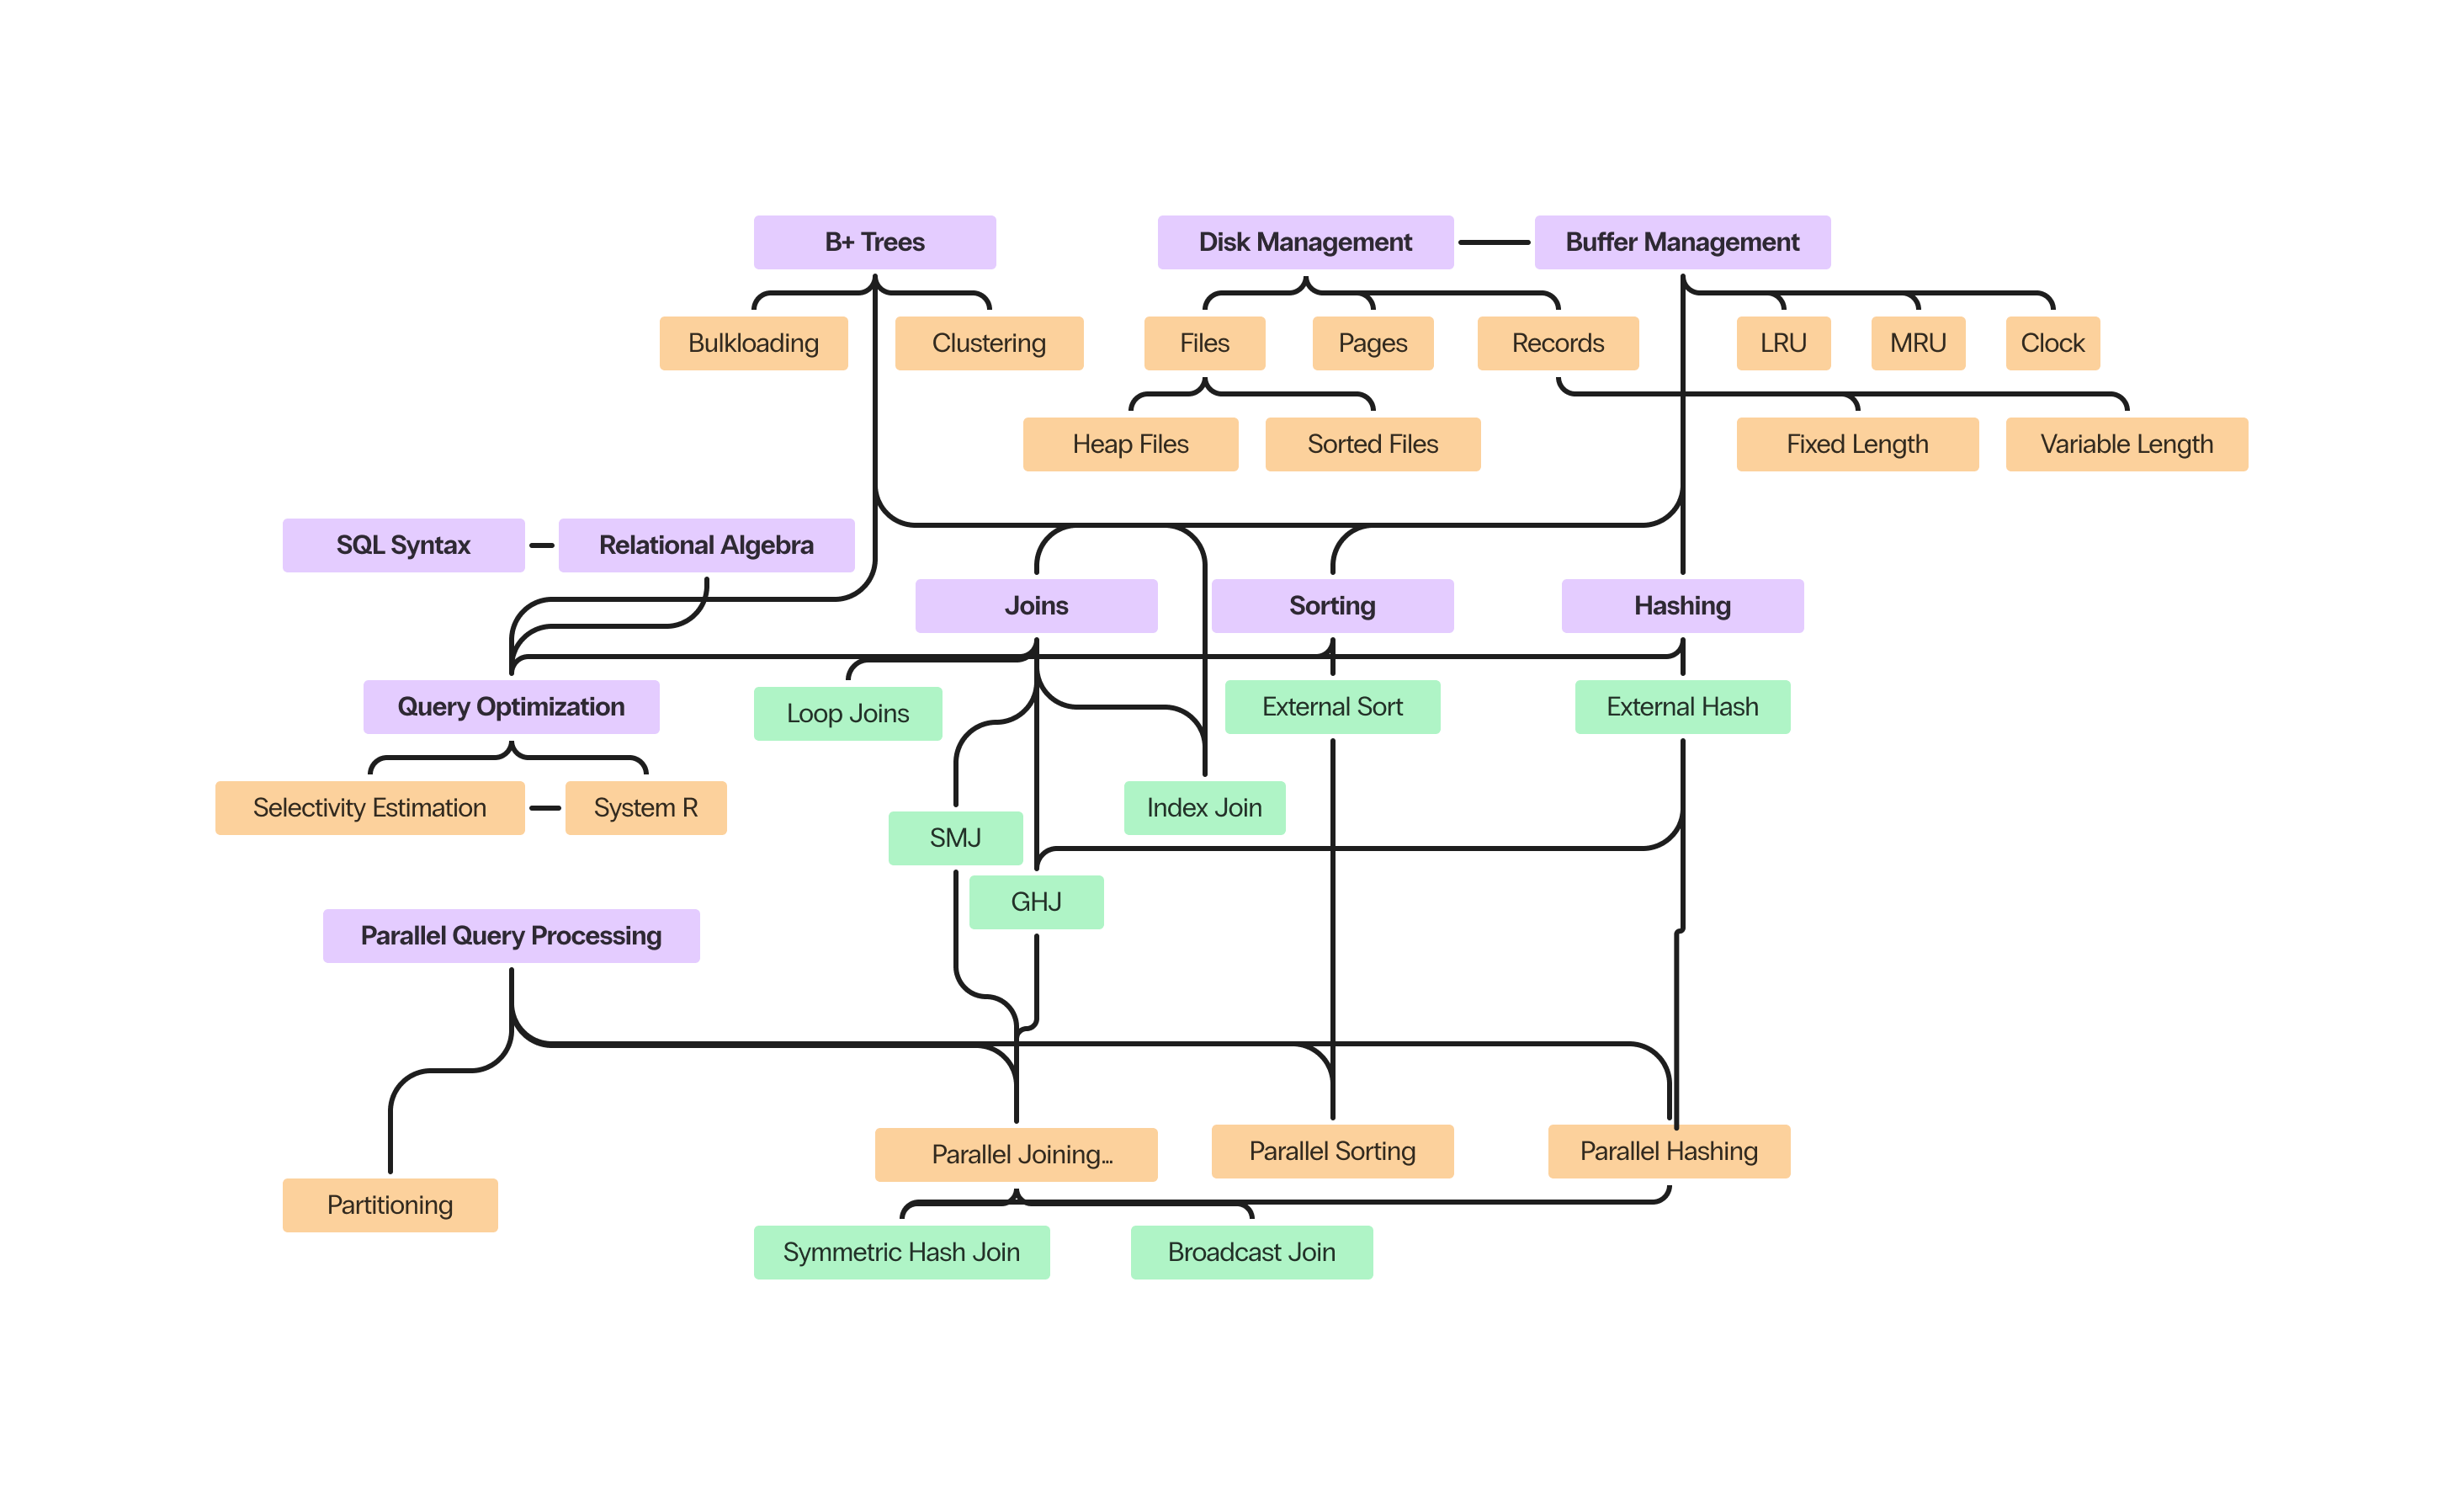 B+ Trees
Disk Management
Buffer Management
Bulkloading
Clustering
Files
Pages
Records
LRU
MRU
Clock
Heap Files
Sorted Files
Fixed Length
Variable Length
SQL Syntax
Relational Algebra
Joins
Sorting
Hashing
Query Optimization
Loop Joins
External Sort
External Hash
Selectivity Estimation
System R
Index Join
SMJ
GHJ
Parallel Query Processing
Parallel Joining...
Parallel Sorting
Parallel Hashing
Partitioning
Symmetric Hash Join
Broadcast Join